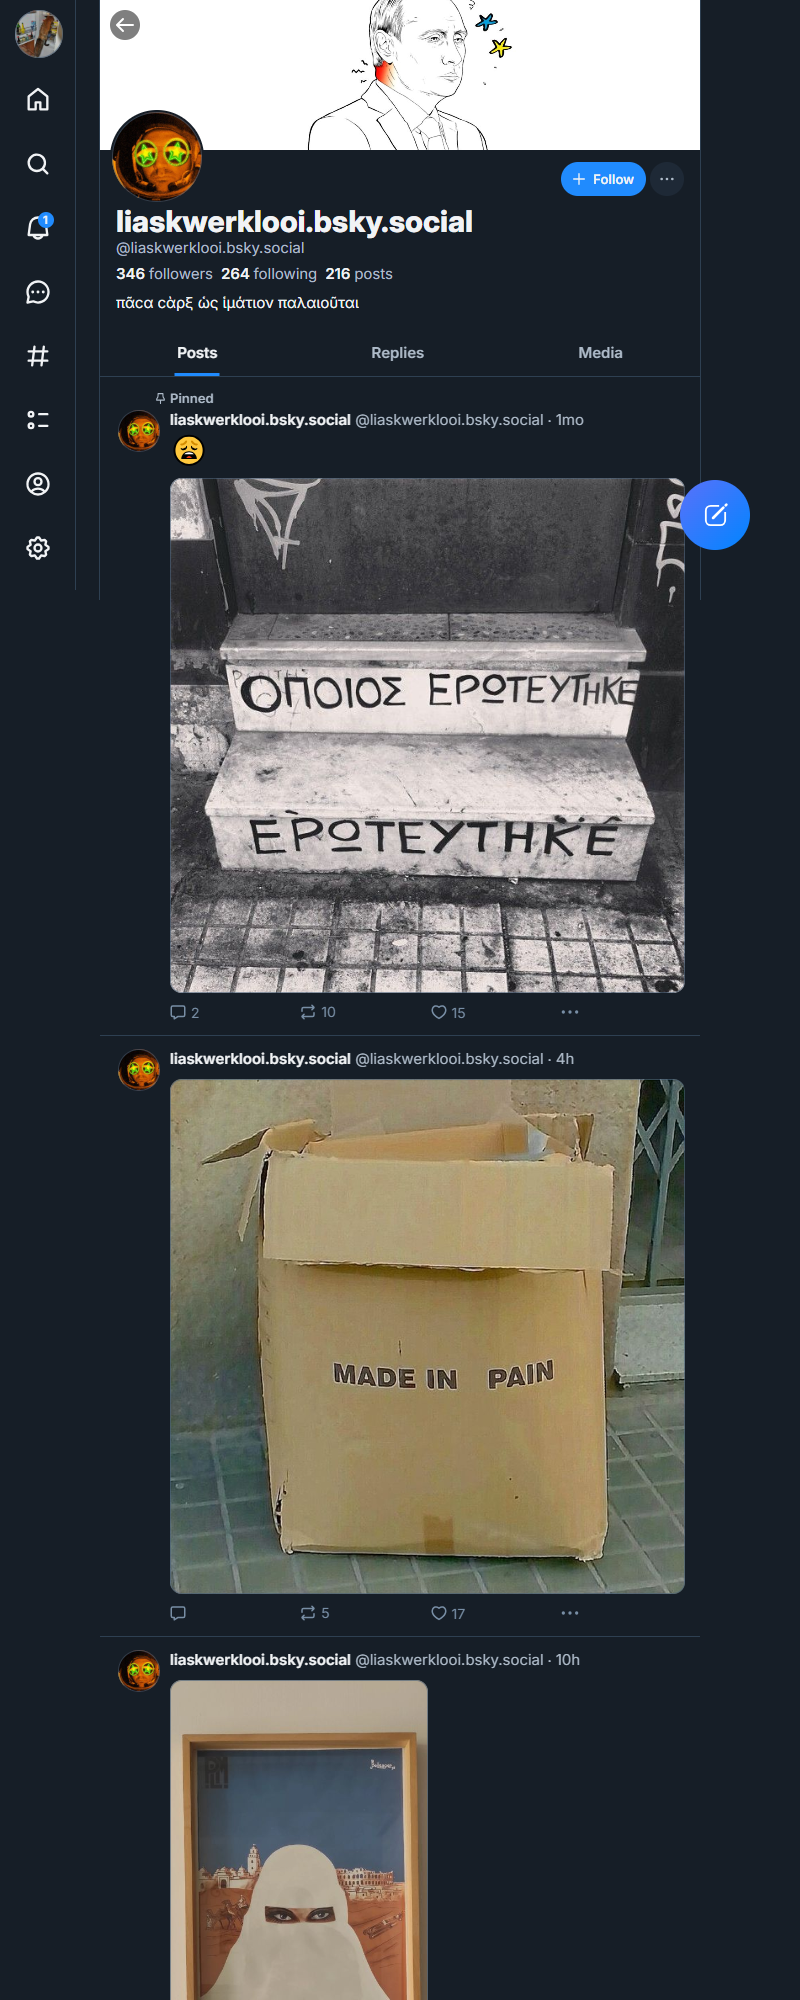 liaskwerklooi.bsky.social
@liaskwerklooi.bsky.social
+ Follow
346 followers 264 following 216 posts
πᾶcα cὰρξ ὡς ἱμάτιον παλαιοῦται
Posts Replies Media
1
Pinned
liaskwerklooi.bsky.social @liaskwerklooi.bsky.social · 1mo
ΟΠΟΙΟΣ ΕΡΩΤΕΥΤΗΚΕ
ΕΡΩΤΕΥΤΗΚΕ
2 10 15
liaskwerklooi.bsky.social @liaskwerklooi.bsky.social · 4h
MADE IN PAIN
5 17
liaskwerklooi.bsky.social @liaskwerklooi.bsky.social · 10h